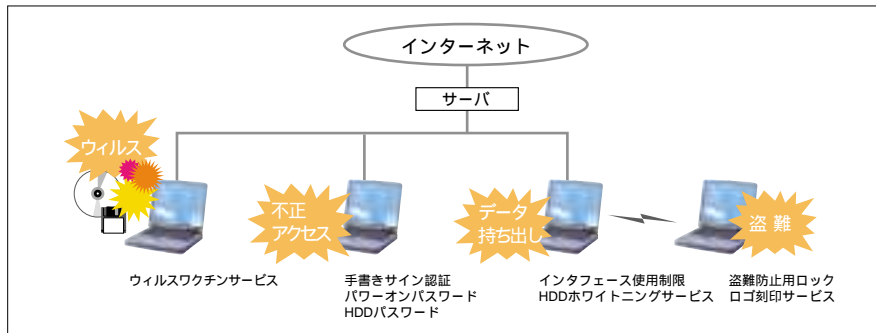 インターネット
サーバ
ウィルス
不正
アクセス
データ
持ち出し
盗難
ウィルスワクチンサービス
手書きサイン認証
パワーオンパスワード
HDDパスワード
インタフェース使用制限
HDDホワイトニングサービス
盗難防止用ロック
ロゴ刻印サービス